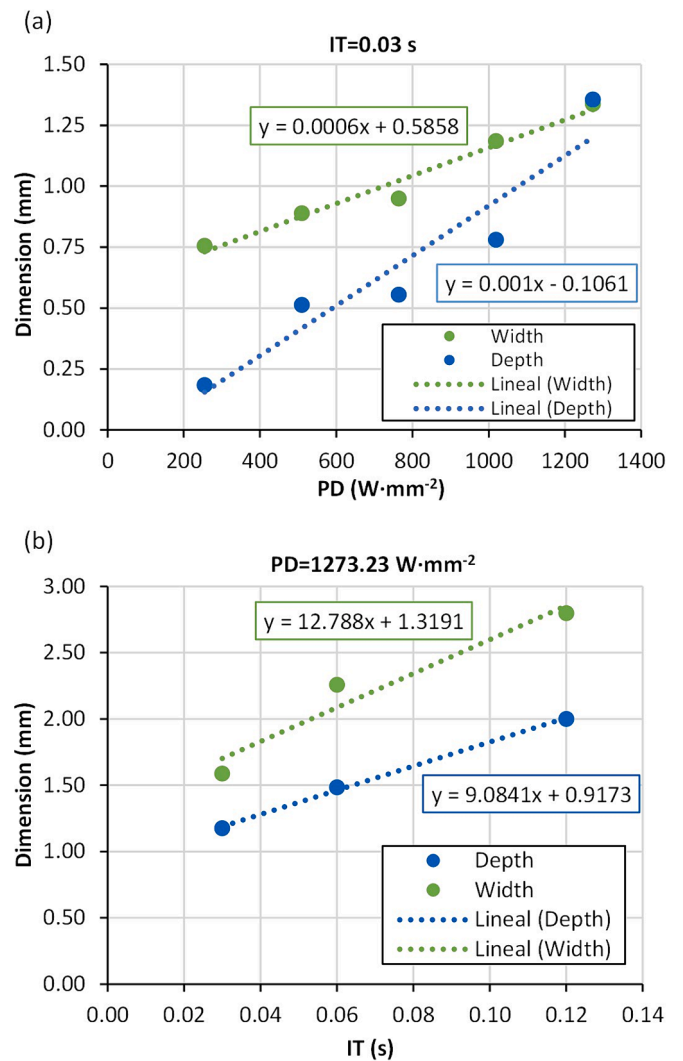 (a)
IT=0.03 s
1.50
1.25
1.00
0.75
0.50
0.25
0.00
Dimension (mm)
y = 0.0006x + 0.5858
y = 0.001x - 0.1061
Width
Depth
Lineal (Width)
Lineal (Depth)
0 200 400 600 800 1000 1200 1400
PD (W·mm⁻²)
(b)
PD=1273.23 W·mm⁻²
3.00
2.50
2.00
1.50
1.00
0.50
0.00
Dimension (mm)
y = 12.788x + 1.3191
y = 9.0841x + 0.9173
Depth
Width
Lineal (Depth)
Lineal (Width)
0.00 0.02 0.04 0.06 0.08 0.10 0.12 0.14
IT (s)